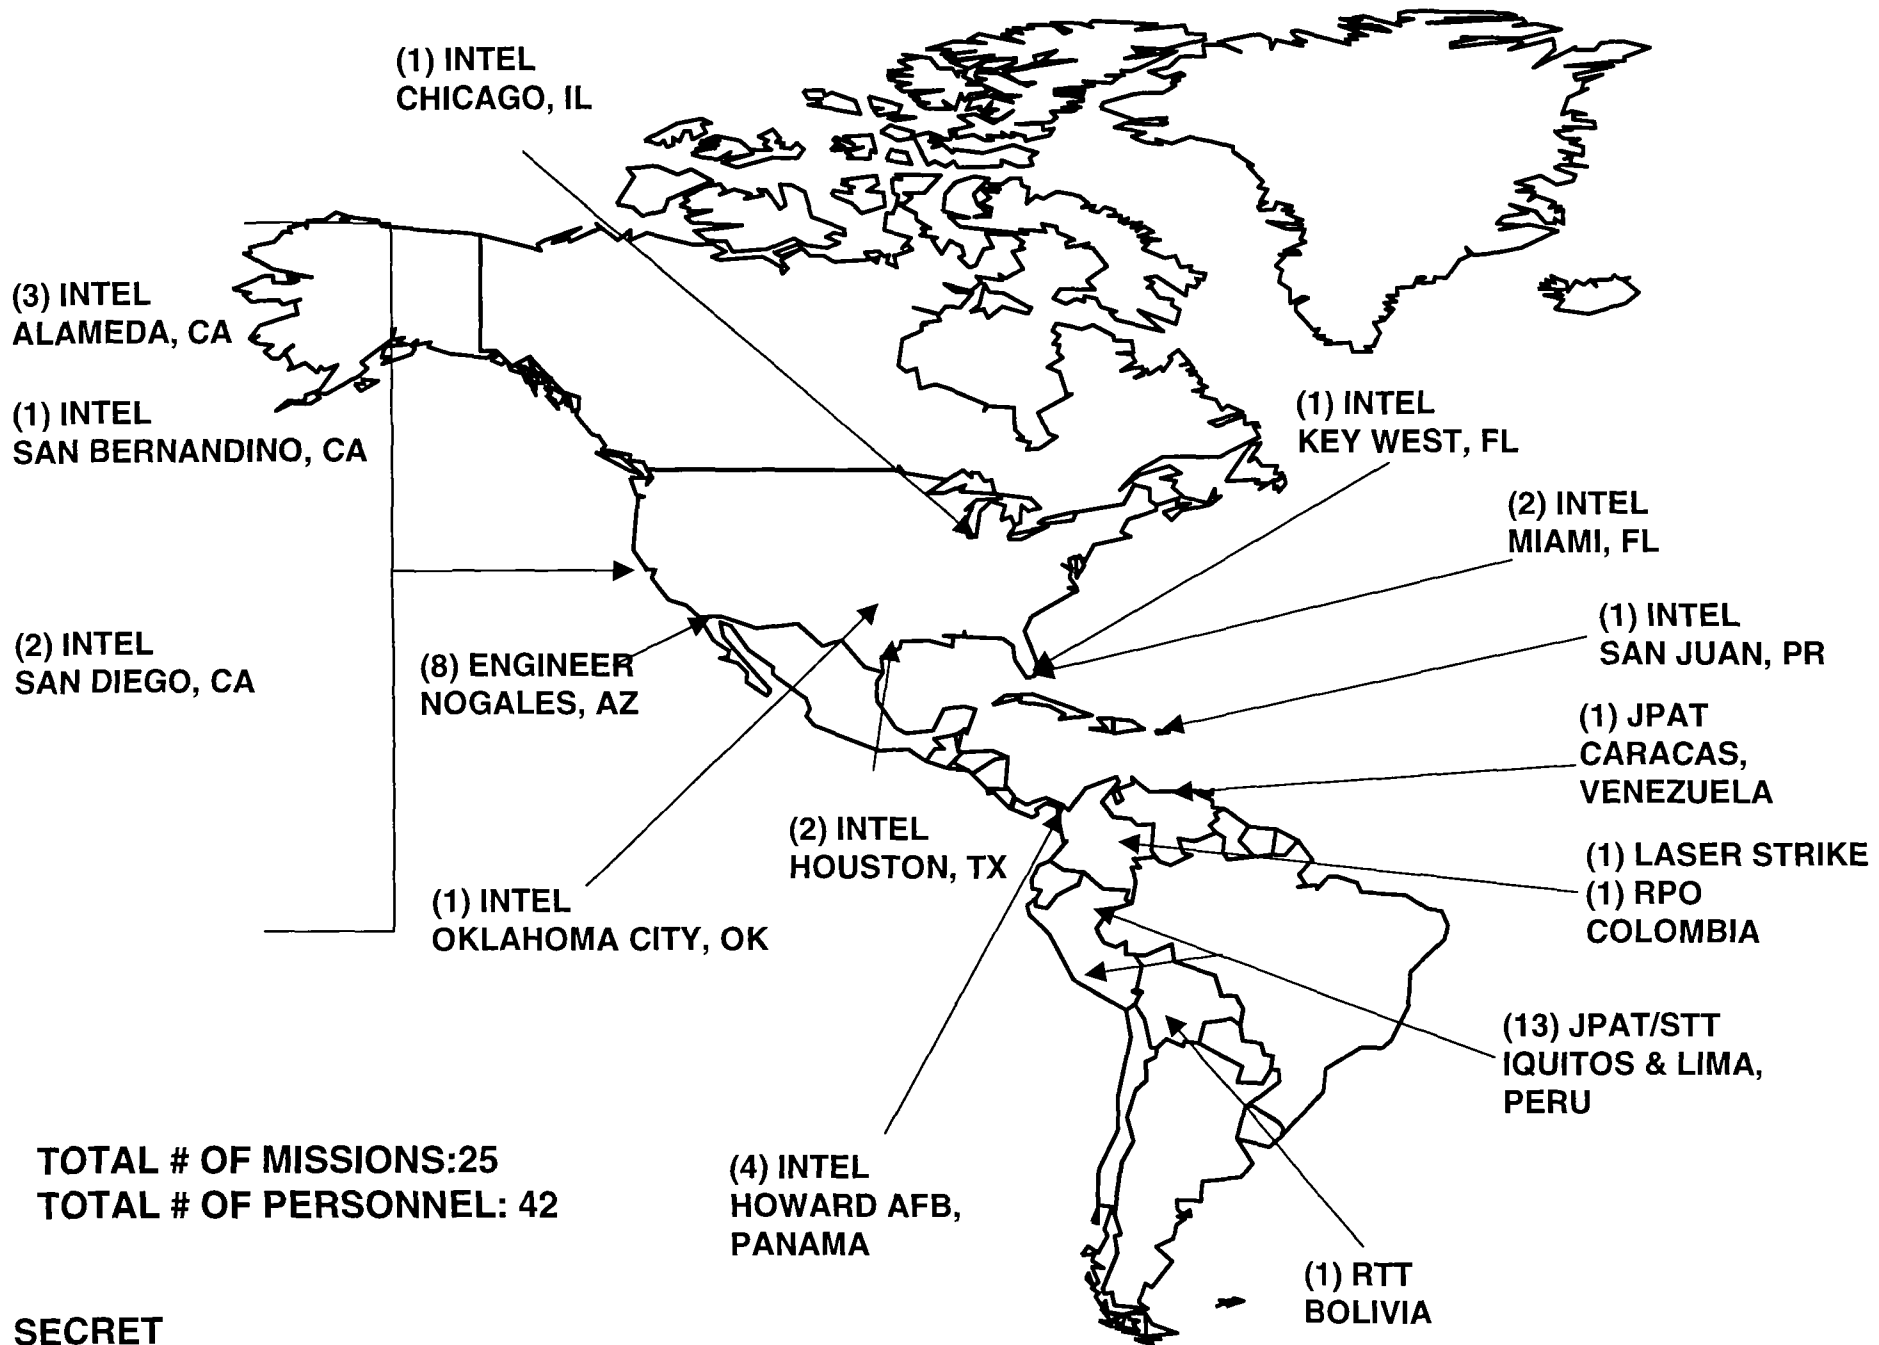 (1) INTEL
CHICAGO, IL
(3) INTEL
ALAMEDA, CA
(1) INTEL
SAN BERNANDINO, CA
(2) INTEL
SAN DIEGO, CA
(8) ENGINEER
NOGALES, AZ
(1) INTEL
OKLAHOMA CITY, OK
(2) INTEL
HOUSTON, TX
(1) INTEL
KEY WEST, FL
(2) INTEL
MIAMI, FL
(1) INTEL
SAN JUAN, PR
(1) JPAT
CARACAS,
VENEZUELA
(1) LASER STRIKE
(1) RPO
COLOMBIA
(13) JPAT/STT
IQUITOS & LIMA,
PERU
(4) INTEL
HOWARD AFB,
PANAMA
(1) RTT
BOLIVIA
TOTAL # OF MISSIONS:25
TOTAL # OF PERSONNEL: 42
SECRET